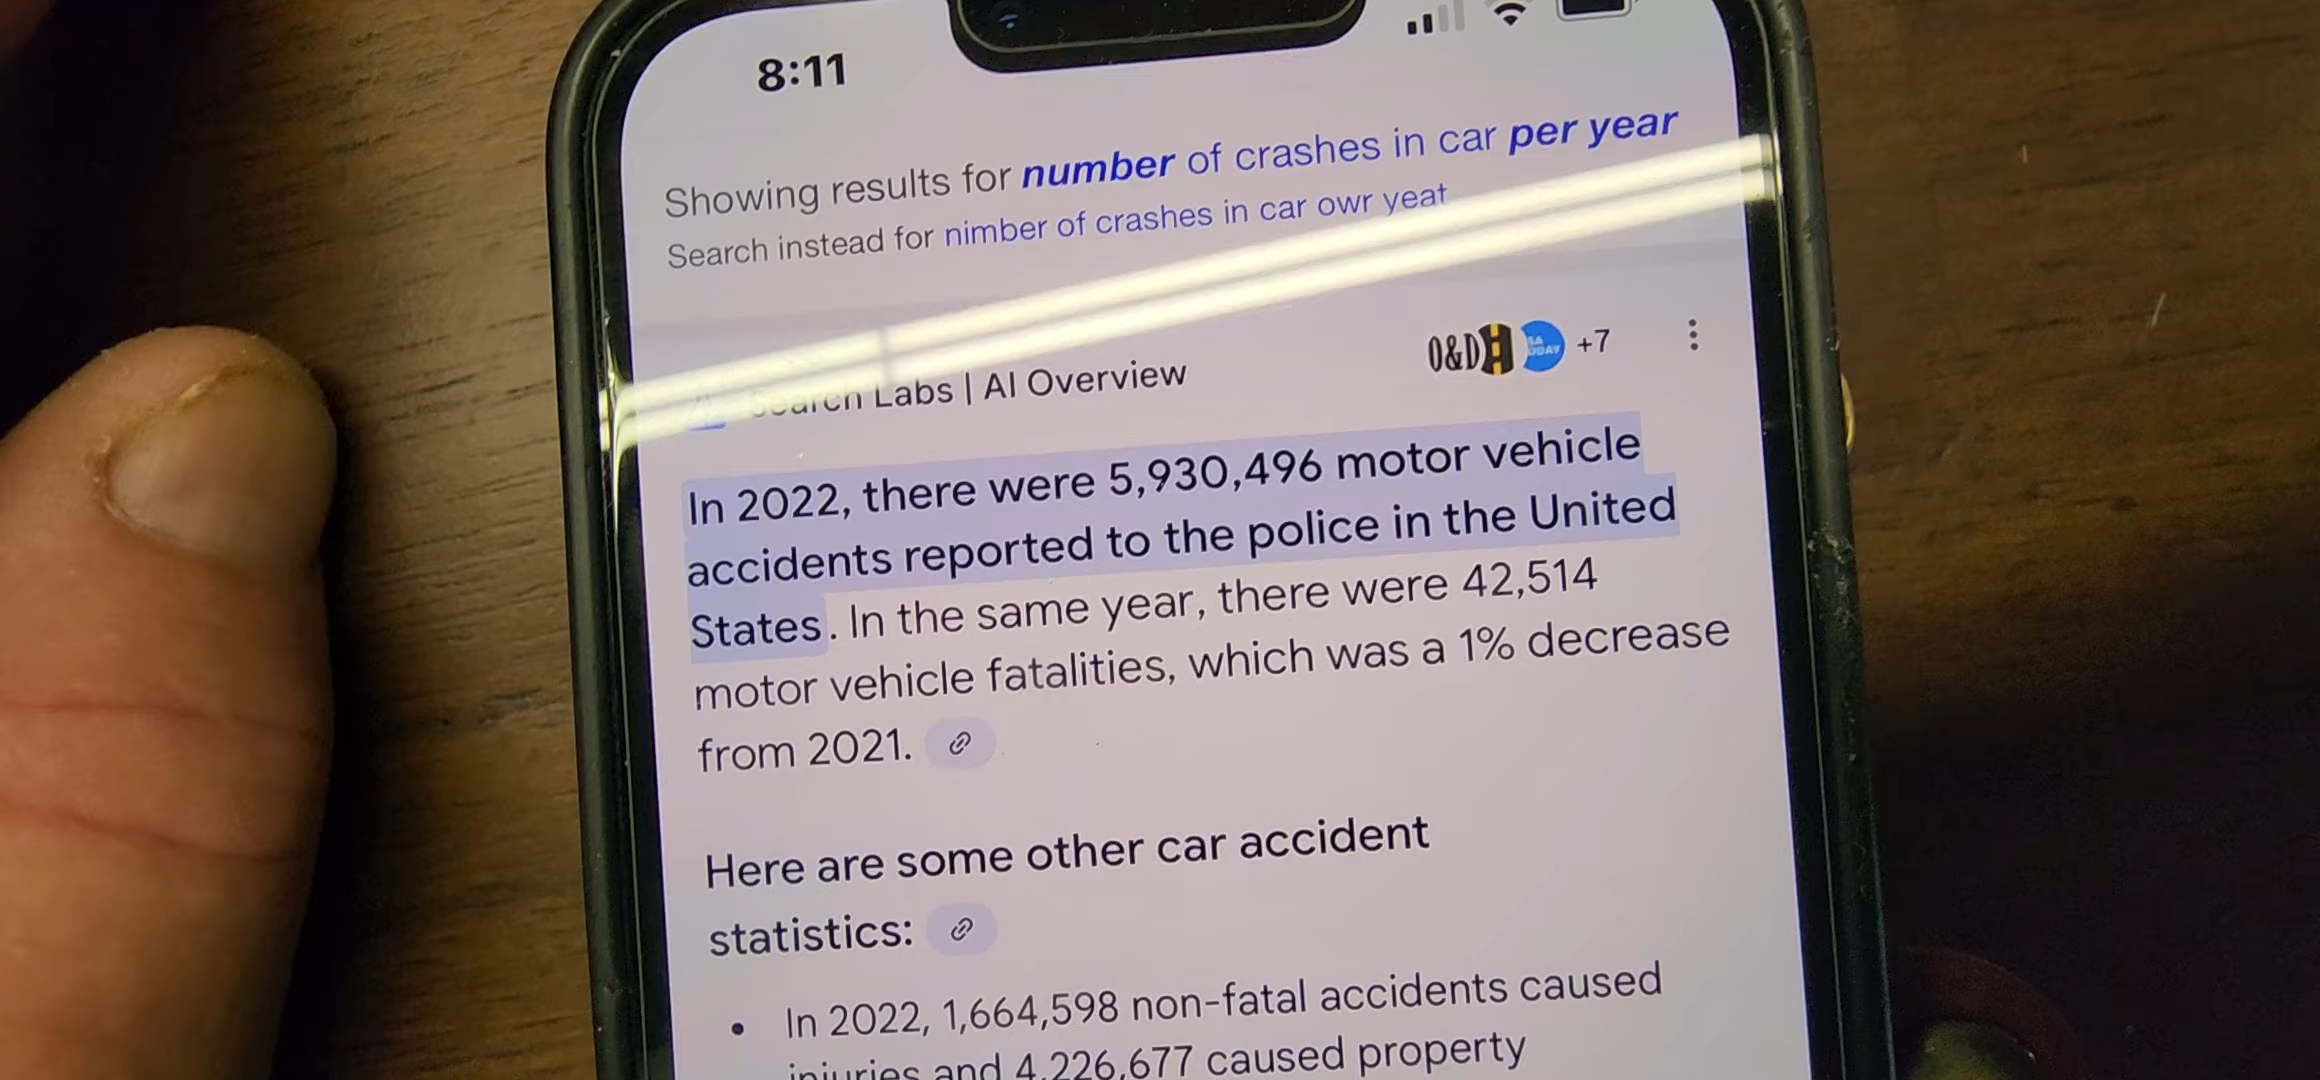 8:11
Showing results for number of crashes in car per year
Search instead for nimber of crashes in car owr yeat
Search Labs | AI Overview
O&D
+7
In 2022, there were 5,930,496 motor vehicle
accidents reported to the police in the United
States. In the same year, there were 42,514
motor vehicle fatalities, which was a 1% decrease
from 2021.
Here are some other car accident
statistics:
• In 2022, 1,664,598 non-fatal accidents caused
injuries and 4,226,677 caused property